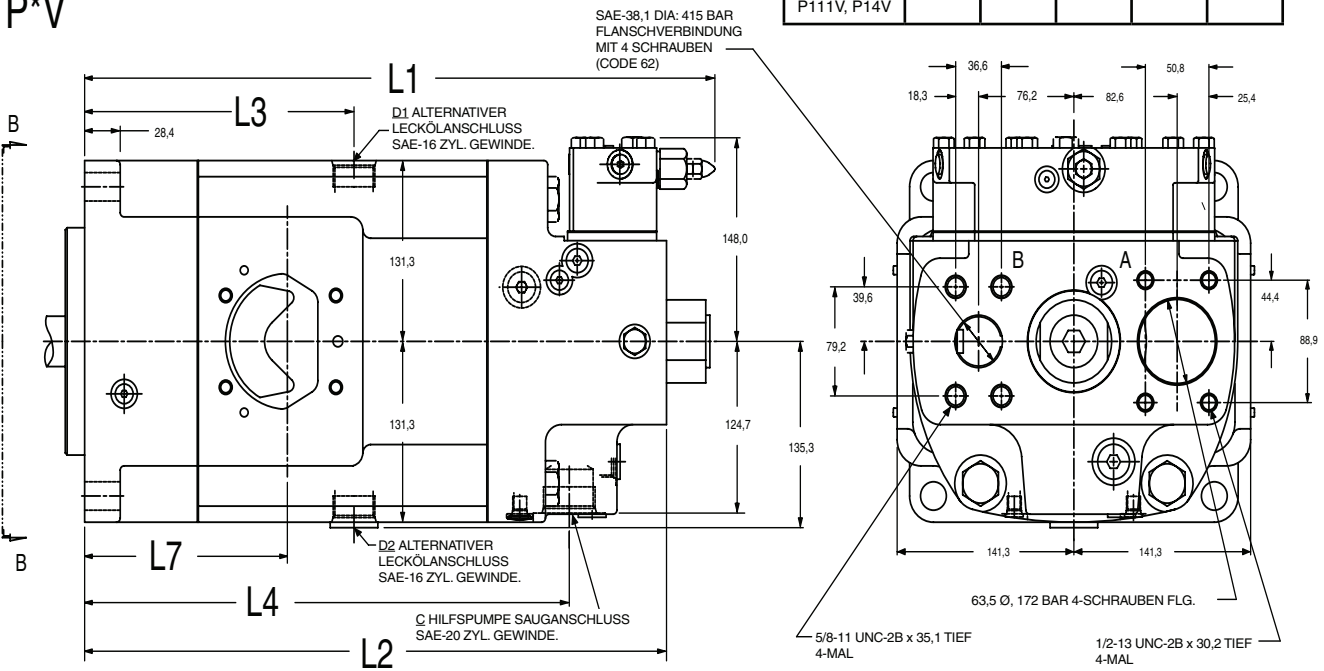 P*V
P111V, P14V
SAE-38,1 DIA: 415 BAR
FLANSCHVERBINDUNG
MIT 4 SCHRAUBEN
(CODE 62)
L1
L3
28,4
D1 ALTERNATIVER
LECKÖLANSCHLUSS
SAE-16 ZYL. GEWINDE.
B
131,3
131,3
148,0
124,7
135,3
B
L7
D2 ALTERNATIVER
LECKÖLANSCHLUSS
SAE-16 ZYL. GEWINDE.
L4
C HILFSPUMPE SAUGANSCHLUSS
SAE-20 ZYL. GEWINDE.
L2
36,6
50,8
18,3
76,2
82,6
25,4
B
A
39,6
44,4
79,2
88,9
141,3
141,3
63,5 Ø, 172 BAR 4-SCHRAUBEN FLG.
5/8-11 UNC-2B x 35,1 TIEF
4-MAL
1/2-13 UNC-2B x 30,2 TIEF
4-MAL